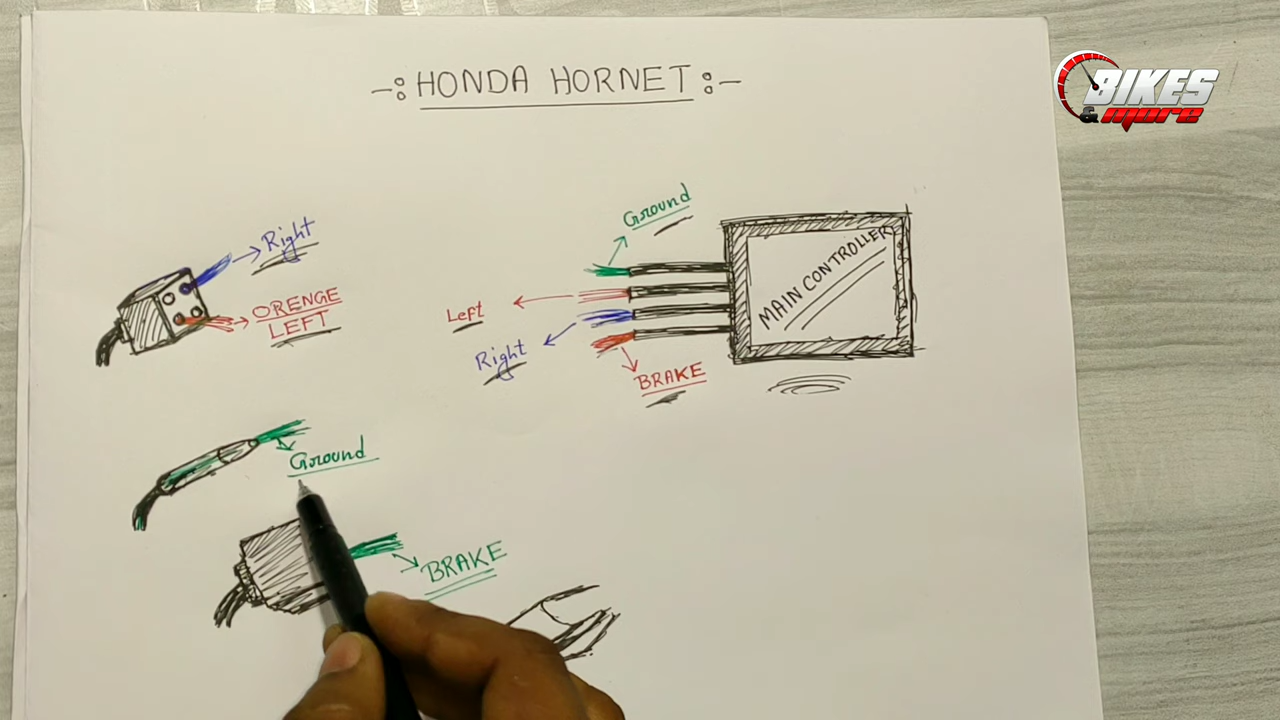 -: HONDA HORNET :-
BIKES
& more
Right
ORENGE
LEFT
Ground
Left
Right
BRAKE
MAIN CONTROLLER
Ground
BRAKE